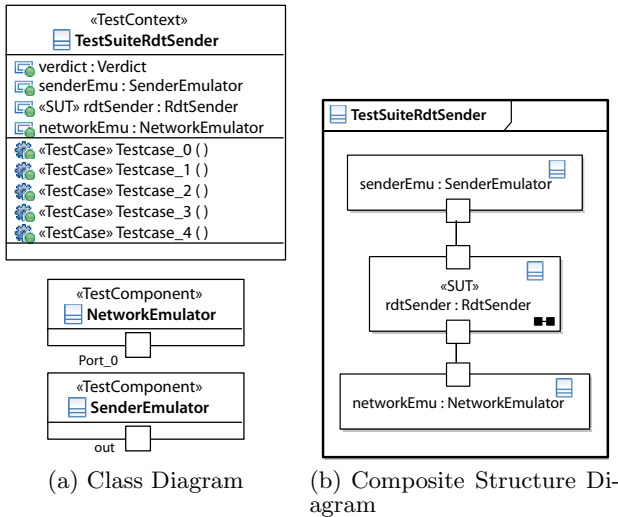 «TestContext»
TestSuiteRdtSender
verdict : Verdict
senderEmu : SenderEmulator
«SUT» rdtSender : RdtSender
networkEmu : NetworkEmulator
«TestCase» Testcase_0 ( )
«TestCase» Testcase_1 ( )
«TestCase» Testcase_2 ( )
«TestCase» Testcase_3 ( )
«TestCase» Testcase_4 ( )
«TestComponent»
NetworkEmulator
Port_0
«TestComponent»
SenderEmulator
out
(a) Class Diagram
TestSuiteRdtSender
senderEmu : SenderEmulator
«SUT»
rdtSender : RdtSender
networkEmu : NetworkEmulator
(b) Composite Structure Di-
agram